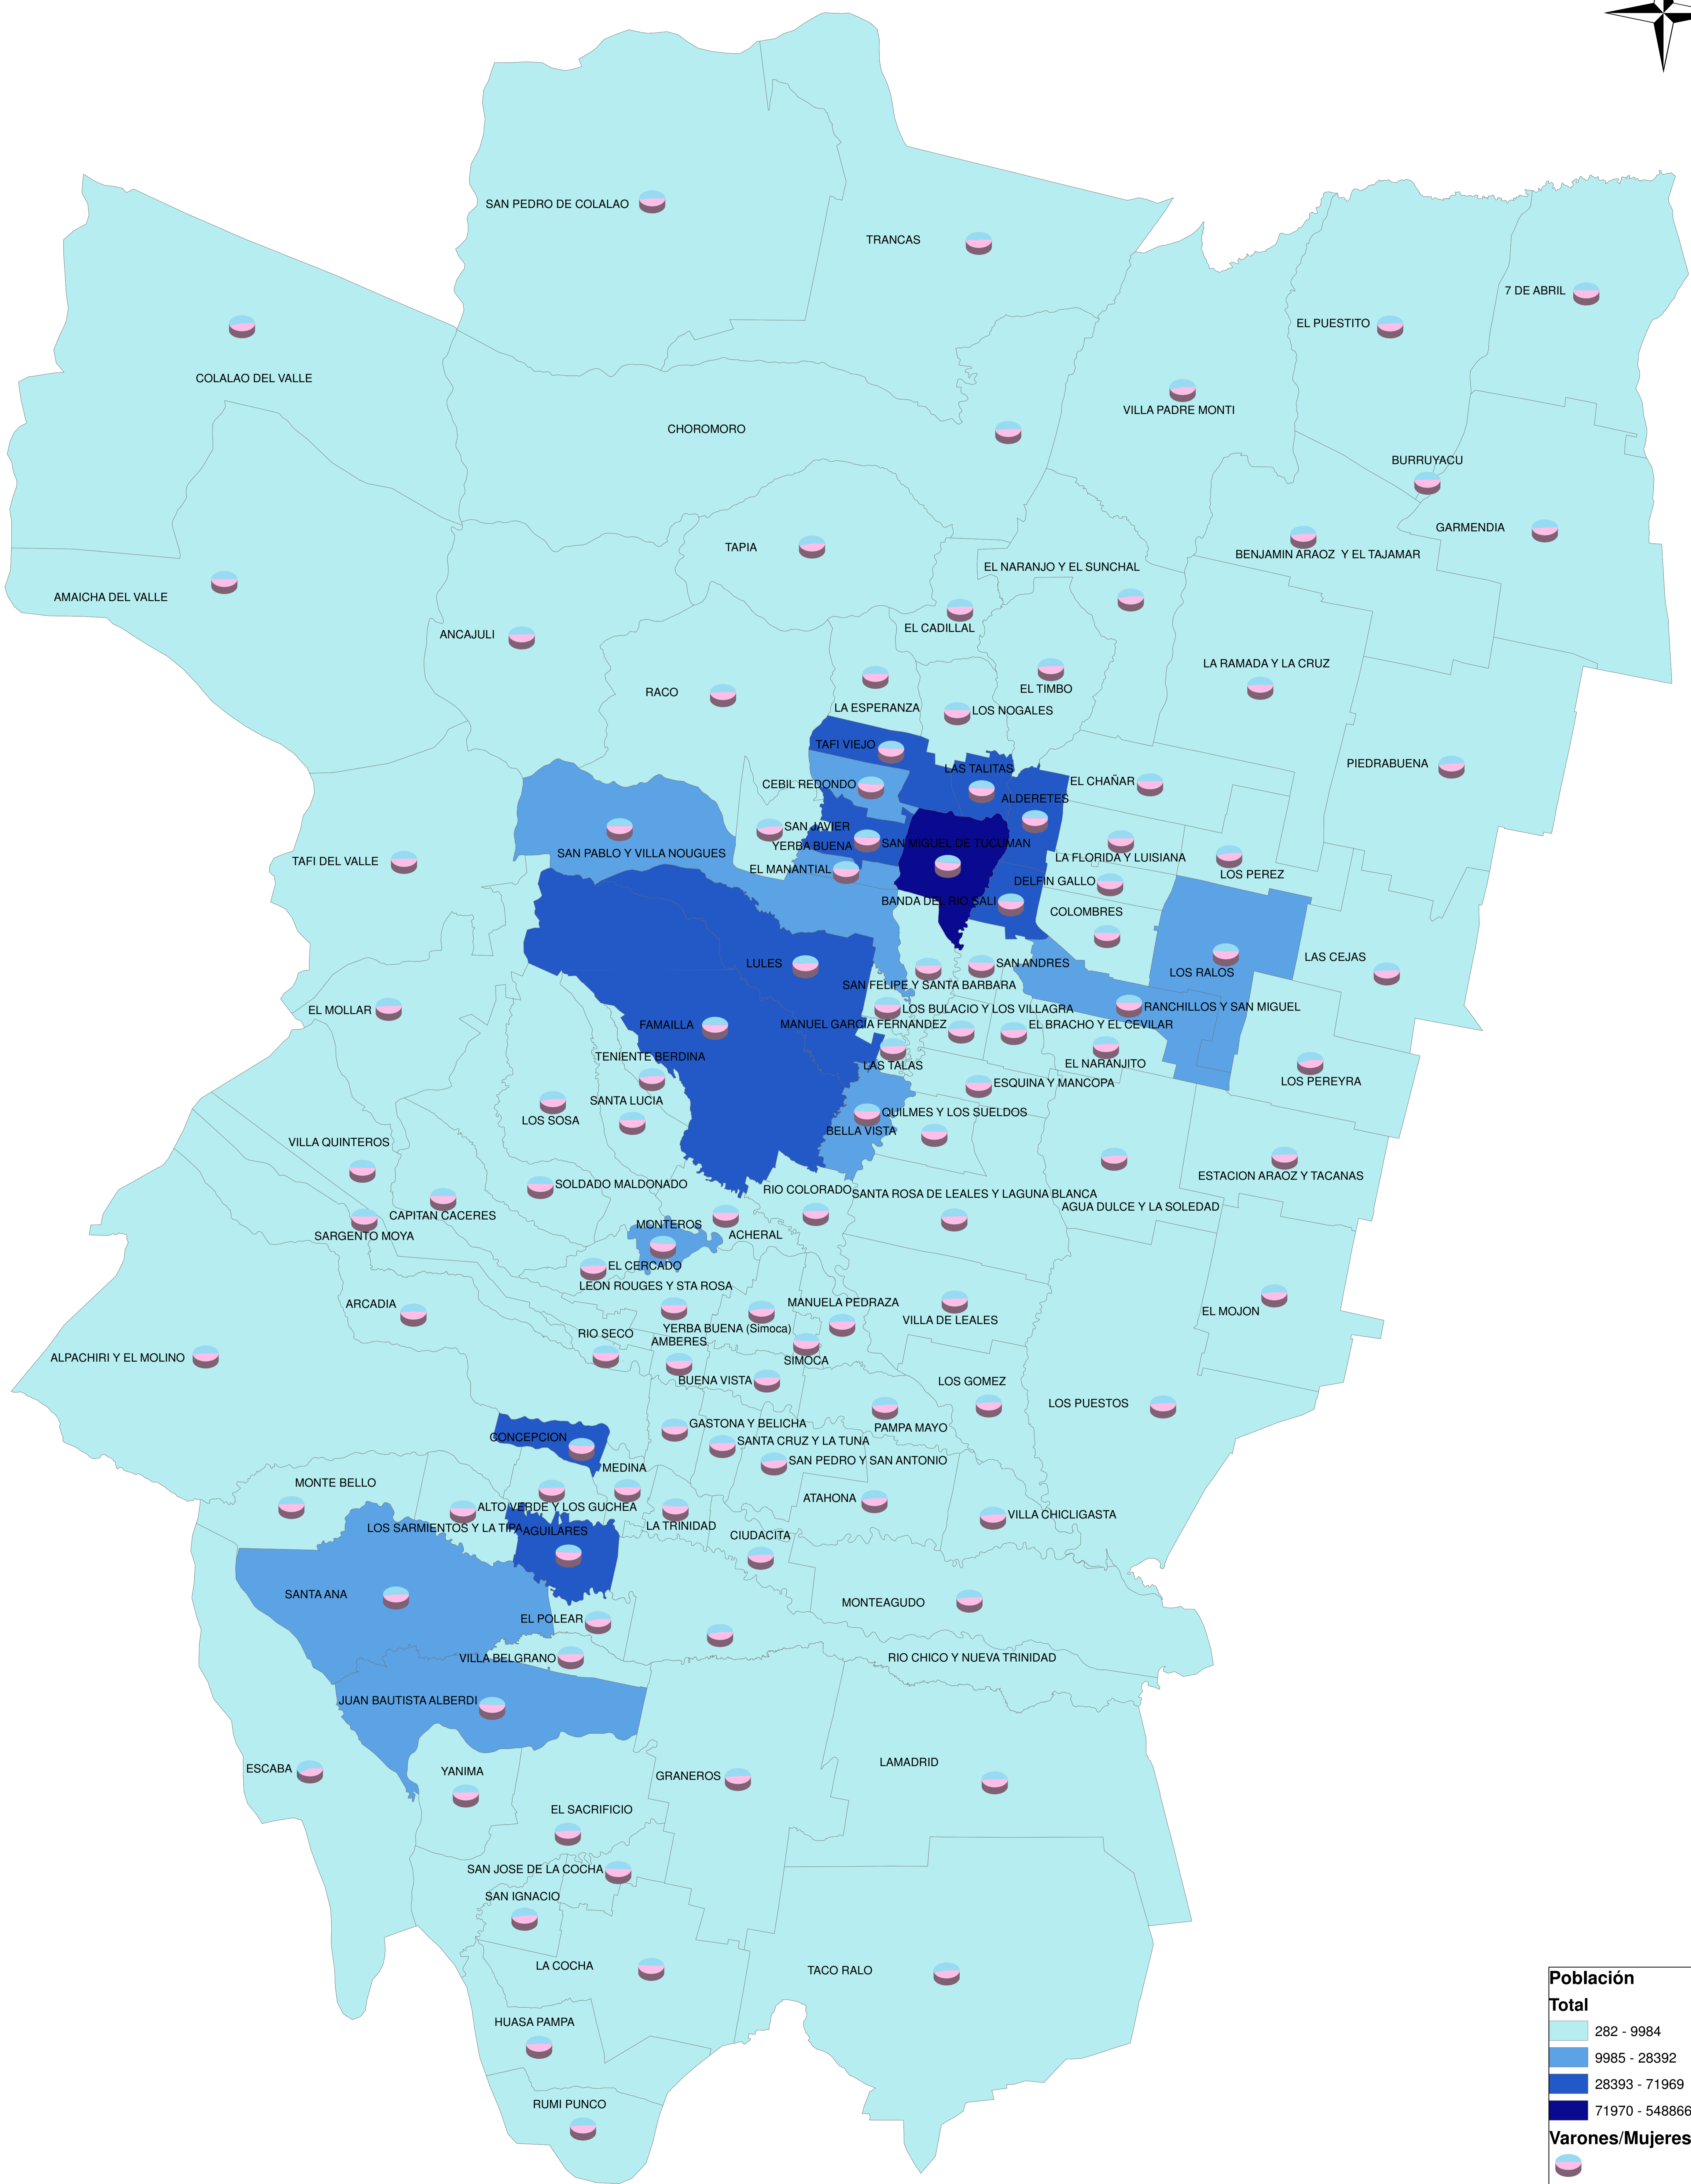 SAN PEDRO DE COLALAO
TRANCAS
7 DE ABRIL
EL PUESTITO
COLALAO DEL VALLE
VILLA PADRE MONTI
CHOROMORO
BURRUYACU
GARMENDIA
TAPIA
BENJAMIN ARAOZ Y EL TAJAMAR
EL NARANJO Y EL SUNCHAL
AMAICHA DEL VALLE
EL CADILLAL
ANCAJULI
LA RAMADA Y LA CRUZ
RACO
EL TIMBO
LA ESPERANZA
LOS NOGALES
TAFI VIEJO
PIEDRABUENA
LAS TALITAS
CEBIL REDONDO
EL CHAÑAR
ALDERETES
SAN JAVIER
YERBA BUENA
SAN MIGUEL DE TUCUMAN
SAN PABLO Y VILLA NOUGUES
LA FLORIDA Y LUISIANA
TAFI DEL VALLE
EL MANANTIAL
LOS PEREZ
DELFIN GALLO
BANDA DEL RIO SALI
COLOMBRES
LAS CEJAS
LULES
SAN ANDRES
LOS RALOS
SAN FELIPE Y SANTA BARBARA
RANCHILLOS Y SAN MIGUEL
EL MOLLAR
LOS BULACIO Y LOS VILLAGRA
FAMAILLA
MANUEL GARCIA FERNANDEZ
EL BRACHO Y EL CEVILAR
TENIENTE BERDINA
LAS TALAS
EL NARANJITO
LOS PEREYRA
ESQUINA Y MANCOPA
SANTA LUCIA
QUILMES Y LOS SUELDOS
LOS SOSA
BELLA VISTA
VILLA QUINTEROS
ESTACION ARAOZ Y TACANAS
SOLDADO MALDONADO
RIO COLORADO
SANTA ROSA DE LEALES Y LAGUNA BLANCA
AGUA DULCE Y LA SOLEDAD
CAPITAN CACERES
MONTEROS
SARGENTO MOYA
ACHERAL
EL CERCADO
LEON ROUGES Y STA ROSA
ARCADIA
MANUELA PEDRAZA
EL MOJON
VILLA DE LEALES
YERBA BUENA (Simoca)
RIO SECO
AMBERES
ALPACHIRI Y EL MOLINO
SIMOCA
BUENA VISTA
LOS GOMEZ
LOS PUESTOS
GASTONA Y BELICHA
PAMPA MAYO
CONCEPCION
SANTA CRUZ Y LA TUNA
SAN PEDRO Y SAN ANTONIO
MEDINA
MONTE BELLO
ATAHONA
ALTO VERDE Y LOS GUCHEA
VILLA CHICLIGASTA
LOS SARMIENTOS Y LA TIPA
AGUILARES
LA TRINIDAD
CIUDACITA
SANTA ANA
MONTEAGUDO
EL POLEAR
VILLA BELGRANO
RIO CHICO Y NUEVA TRINIDAD
JUAN BAUTISTA ALBERDI
LAMADRID
ESCABA
YANIMA
GRANEROS
EL SACRIFICIO
SAN JOSE DE LA COCHA
SAN IGNACIO
LA COCHA
TACO RALO
HUASA PAMPA
RUMI PUNCO
Población
Total
282 - 9984
9985 - 28392
28393 - 71969
71970 - 548866
Varones/Mujeres